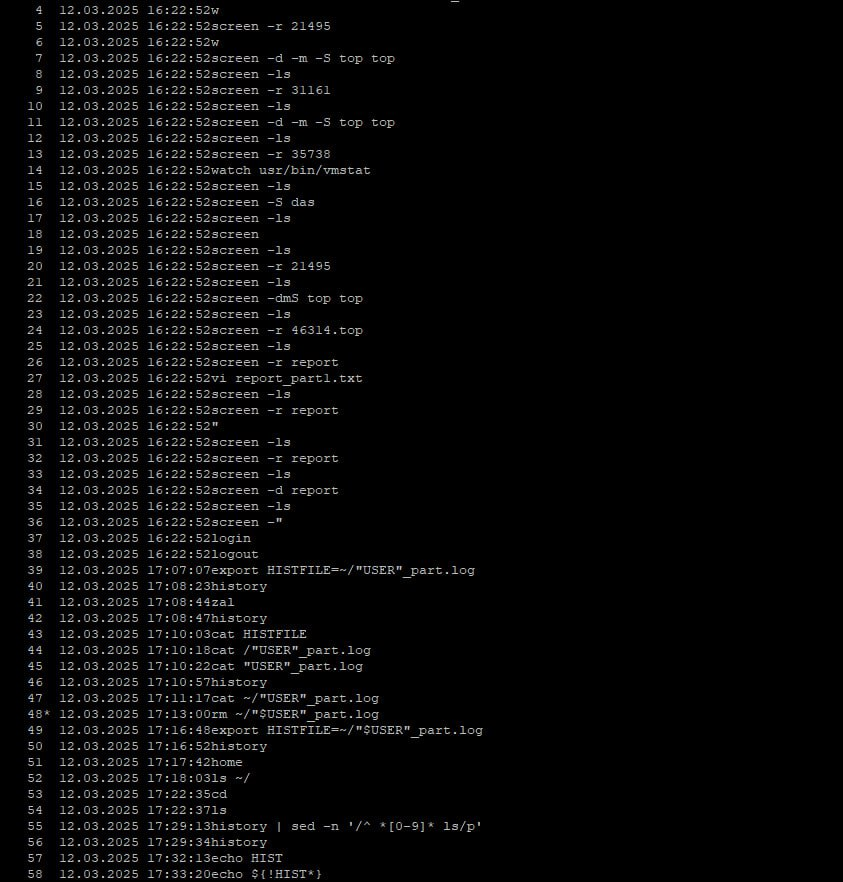 4 12.03.2025 16:22:52w
5 12.03.2025 16:22:52screen -r 21495
6 12.03.2025 16:22:52w
7 12.03.2025 16:22:52screen -d -m -S top top
8 12.03.2025 16:22:52screen -ls
9 12.03.2025 16:22:52screen -r 31161
10 12.03.2025 16:22:52screen -ls
11 12.03.2025 16:22:52screen -d -m -S top top
12 12.03.2025 16:22:52screen -ls
13 12.03.2025 16:22:52screen -r 35738
14 12.03.2025 16:22:52watch usr/bin/vmstat
15 12.03.2025 16:22:52screen -ls
16 12.03.2025 16:22:52screen -S das
17 12.03.2025 16:22:52screen -ls
18 12.03.2025 16:22:52screen
19 12.03.2025 16:22:52screen -ls
20 12.03.2025 16:22:52screen -r 21495
21 12.03.2025 16:22:52screen -ls
22 12.03.2025 16:22:52screen -dmS top top
23 12.03.2025 16:22:52screen -ls
24 12.03.2025 16:22:52screen -r 46314.top
25 12.03.2025 16:22:52screen -ls
26 12.03.2025 16:22:52screen -r report
27 12.03.2025 16:22:52vi report_part1.txt
28 12.03.2025 16:22:52screen -ls
29 12.03.2025 16:22:52screen -r report
30 12.03.2025 16:22:52"
31 12.03.2025 16:22:52screen -ls
32 12.03.2025 16:22:52screen -r report
33 12.03.2025 16:22:52screen -ls
34 12.03.2025 16:22:52screen -d report
35 12.03.2025 16:22:52screen -ls
36 12.03.2025 16:22:52screen -"
37 12.03.2025 16:22:52login
38 12.03.2025 16:22:52logout
39 12.03.2025 17:07:07export HISTFILE=~/"USER"_part.log
40 12.03.2025 17:08:23history
41 12.03.2025 17:08:44zal
42 12.03.2025 17:08:47history
43 12.03.2025 17:10:03cat HISTFILE
44 12.03.2025 17:10:18cat /"USER"_part.log
45 12.03.2025 17:10:22cat "USER"_part.log
46 12.03.2025 17:10:57history
47 12.03.2025 17:11:17cat ~/"USER"_part.log
48* 12.03.2025 17:13:00rm ~/"$USER"_part.log
49 12.03.2025 17:16:48export HISTFILE=~/"$USER"_part.log
50 12.03.2025 17:16:52history
51 12.03.2025 17:17:42home
52 12.03.2025 17:18:03ls ~/
53 12.03.2025 17:22:35cd
54 12.03.2025 17:22:37ls
55 12.03.2025 17:29:13history | sed -n '/^ *[0-9]* ls/p'
56 12.03.2025 17:29:34history
57 12.03.2025 17:32:13echo HIST
58 12.03.2025 17:33:20echo ${!HIST*}